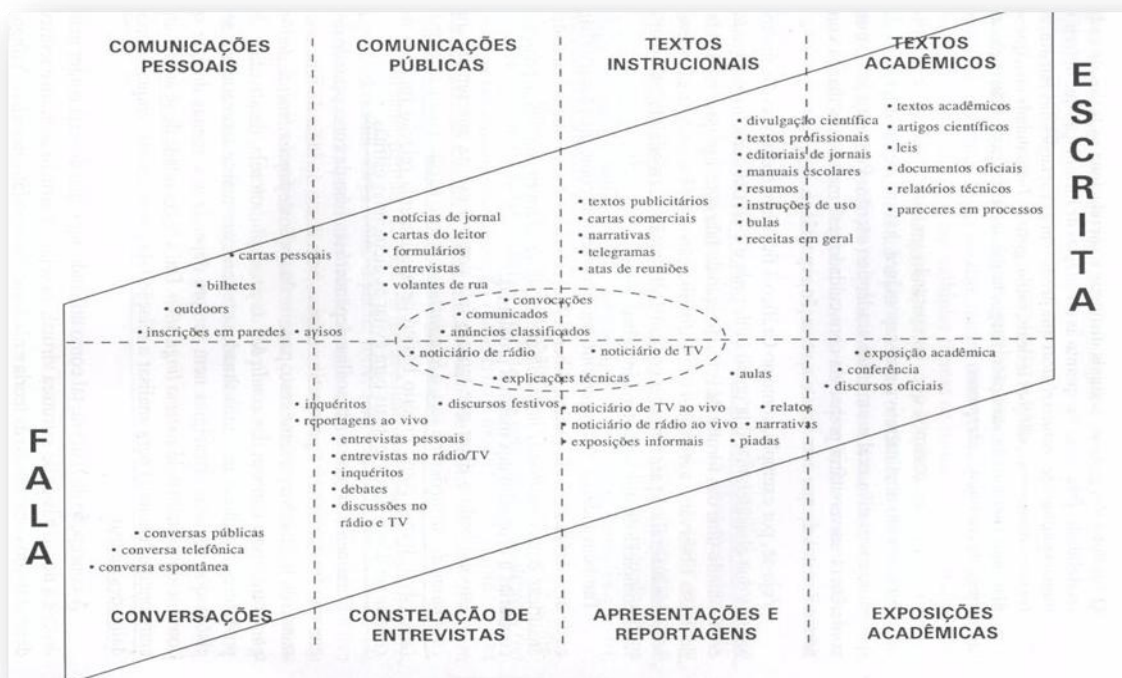 COMUNICAÇÕES
PESSOAIS
COMUNICAÇÕES
PÚBLICAS
TEXTOS
INSTRUCIONAIS
TEXTOS
ACADÊMICOS
ESCRITA
• cartas pessoais
• bilhetes
• outdoors
• inscrições em paredes
• avisos
• notícias de jornal
• cartas do leitor
• formulários
• entrevistas
• volantes de rua
• convocações
• comunicados
• anúncios classificados
• textos publicitários
• cartas comerciais
• narrativas
• telegramas
• atas de reuniões
• divulgação científica
• textos profissionais
• editoriais de jornais
• manuais escolares
• resumos
• instruções de uso
• bulas
• receitas em geral
• textos acadêmicos
• artigos científicos
• leis
• documentos oficiais
• relatórios técnicos
• pareceres em processos
• noticiário de rádio
• noticiário de TV
• explicações técnicas
• aulas
• exposição acadêmica
• conferência
• discursos oficiais
• inquéritos
• reportagens ao vivo
• discursos festivos
• entrevistas pessoais
• entrevistas no rádio/TV
• inquéritos
• debates
• discussões no
rádio e TV
• noticiário de TV ao vivo
• noticiário de rádio ao vivo
• exposições informais
• relatos
• narrativas
• piadas
FALA
• conversas públicas
• conversa telefônica
• conversa espontânea
CONVERSAÇÕES
CONSTELAÇÃO DE
ENTREVISTAS
APRESENTAÇÕES E
REPORTAGENS
EXPOSIÇÕES
ACADÊMICAS